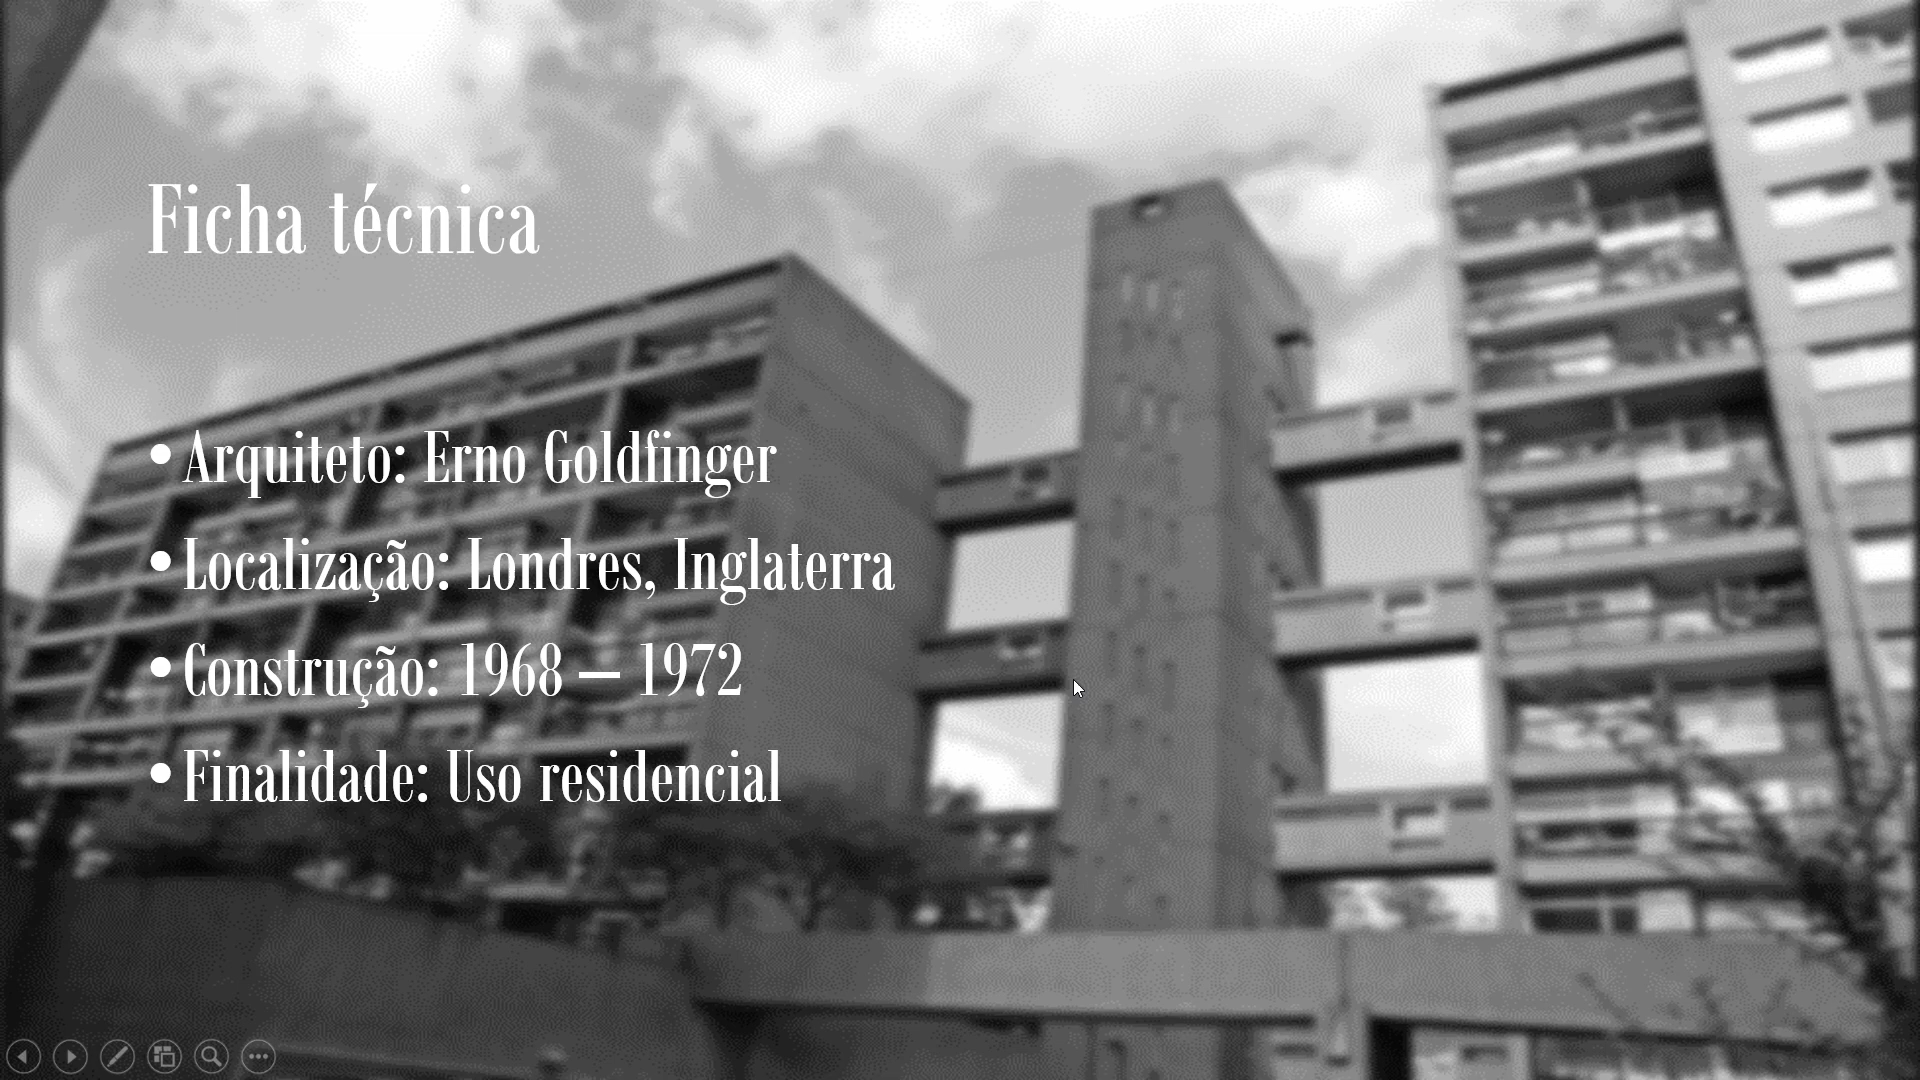 Ficha técnica
• Arquiteto: Erno Goldfinger
• Localização: Londres, Inglaterra
• Construção: 1968 – 1972
• Finalidade: Uso residencial